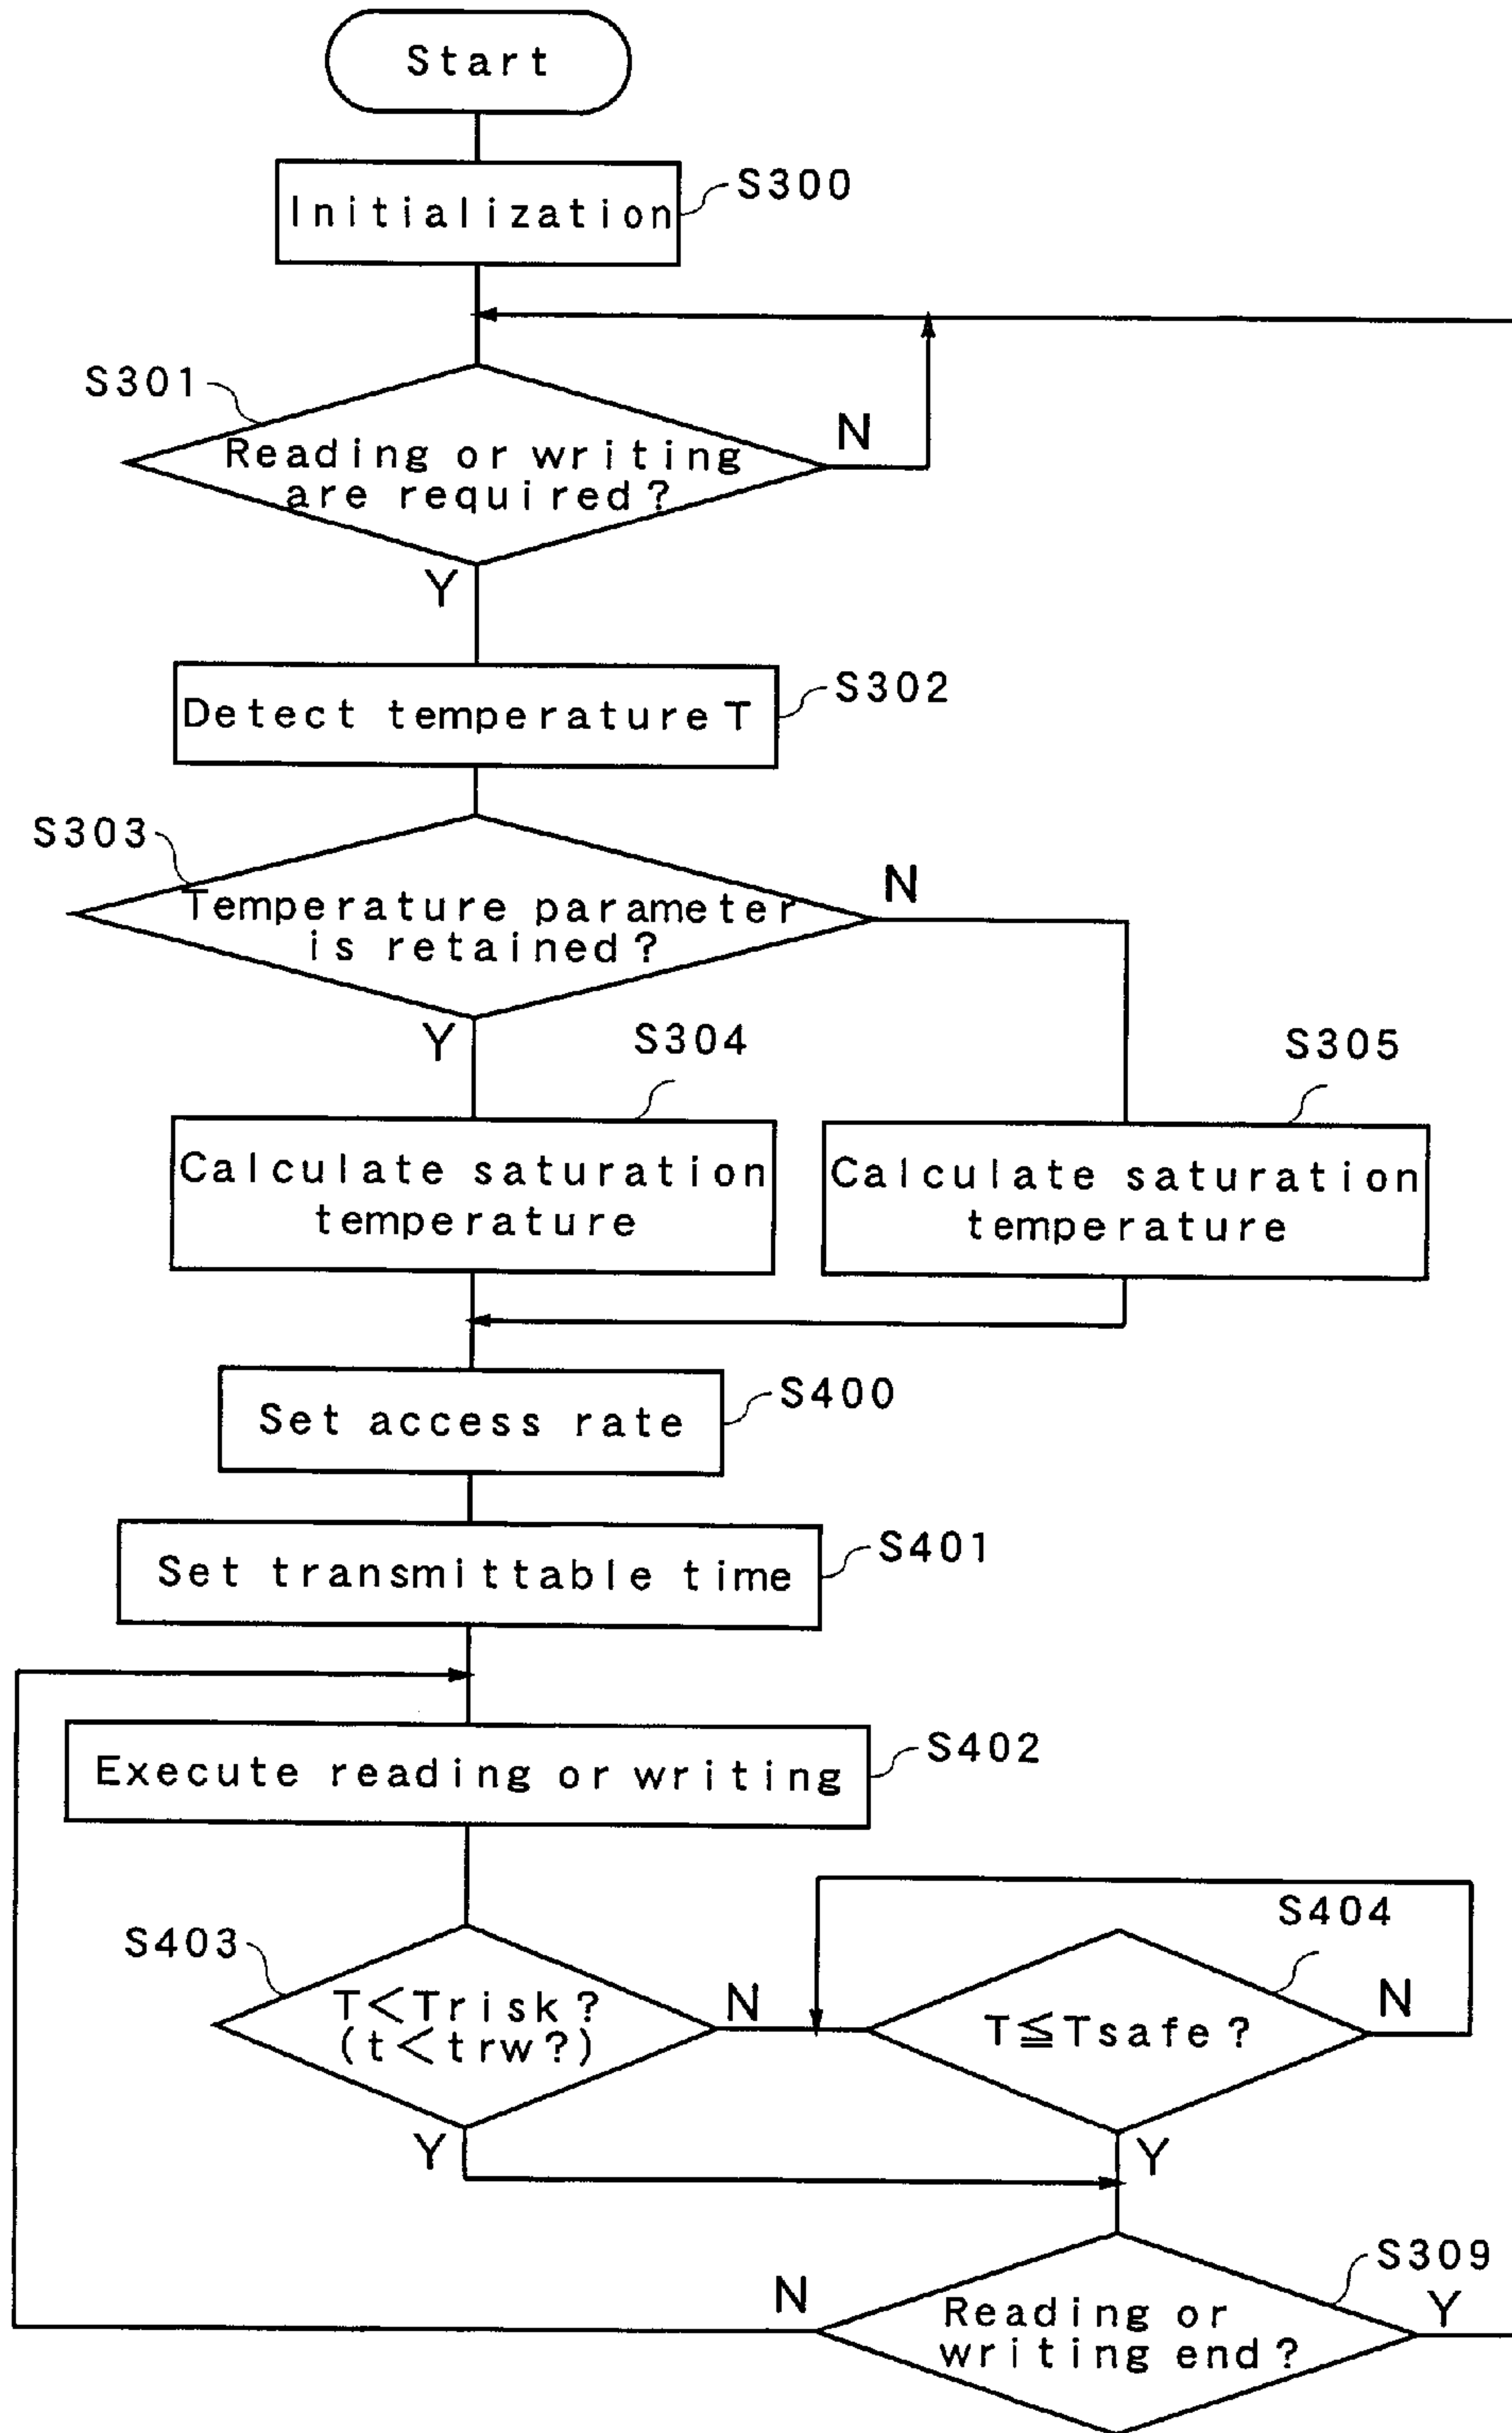 Start
Initialization
S300
S301
Reading or writing
are required?
N
Y
Detect temperature T
S302
S303
Temperature parameter
is retained?
N
Y
S304
S305
Calculate saturation
temperature
Calculate saturation
temperature
Set access rate
S400
Set transmittable time
S401
Execute reading or writing
S402
S403
T<Trisk?
(t<trw?)
N
Y
S404
T≦Tsafe?
N
Y
S309
Reading or
writing end?
N
Y